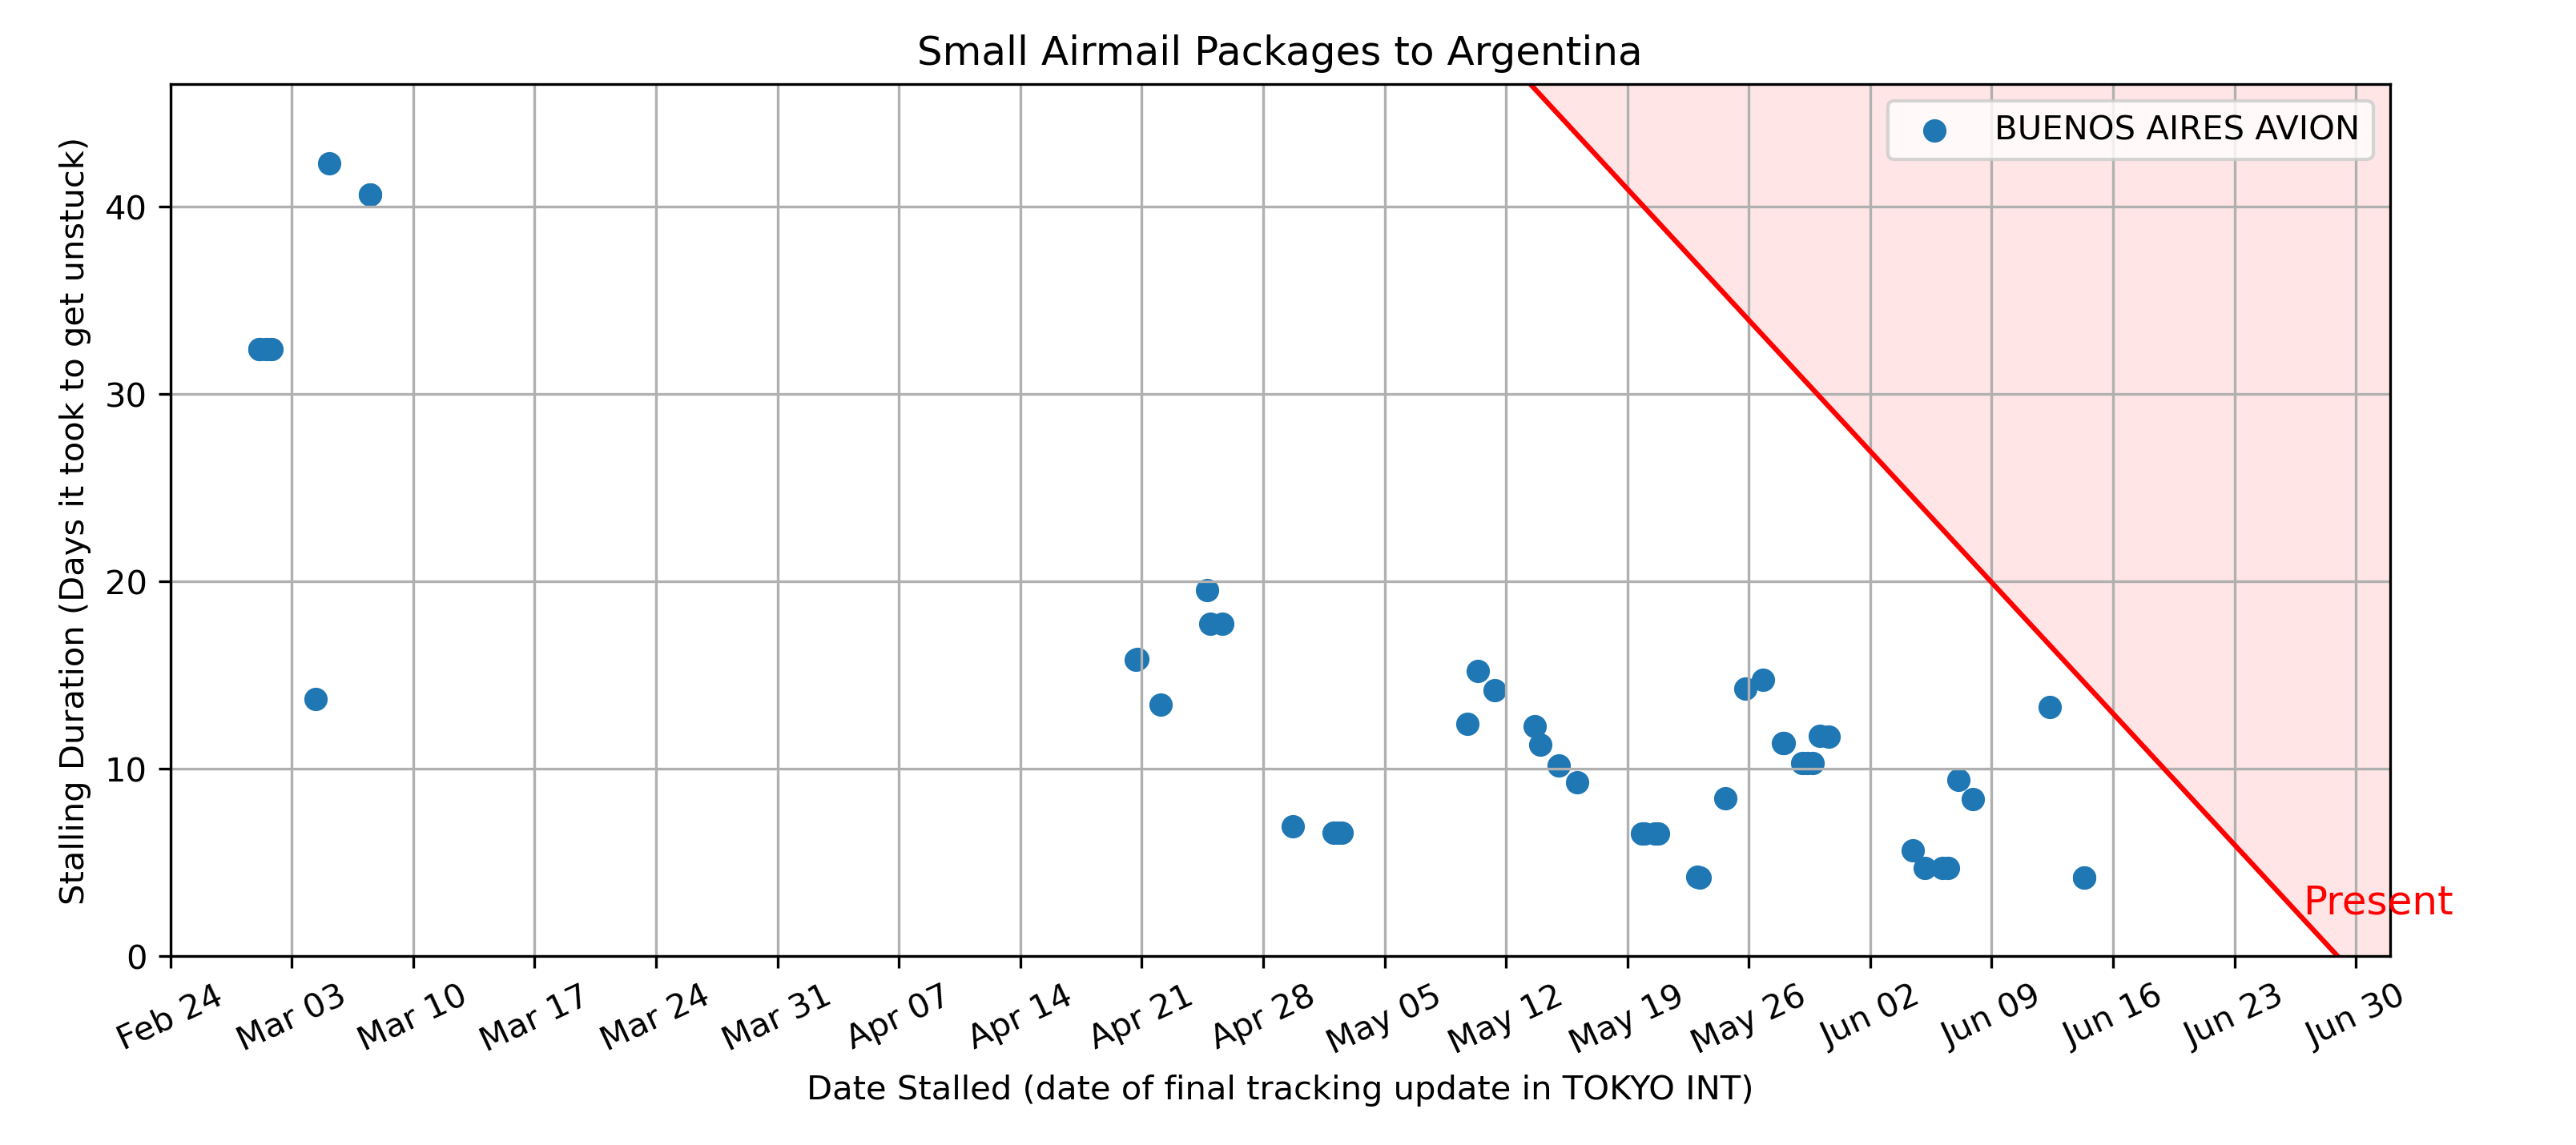 Small Airmail Packages to Argentina
BUENOS AIRES AVION
Stalling Duration (Days it took to get unstuck)
40
30
20
10
0
Present
Feb 24
Mar 03
Mar 10
Mar 17
Mar 24
Mar 31
Apr 07
Apr 14
Apr 21
Apr 28
May 05
May 12
May 19
May 26
Jun 02
Jun 09
Jun 16
Jun 23
Jun 30
Date Stalled (date of final tracking update in TOKYO INT)